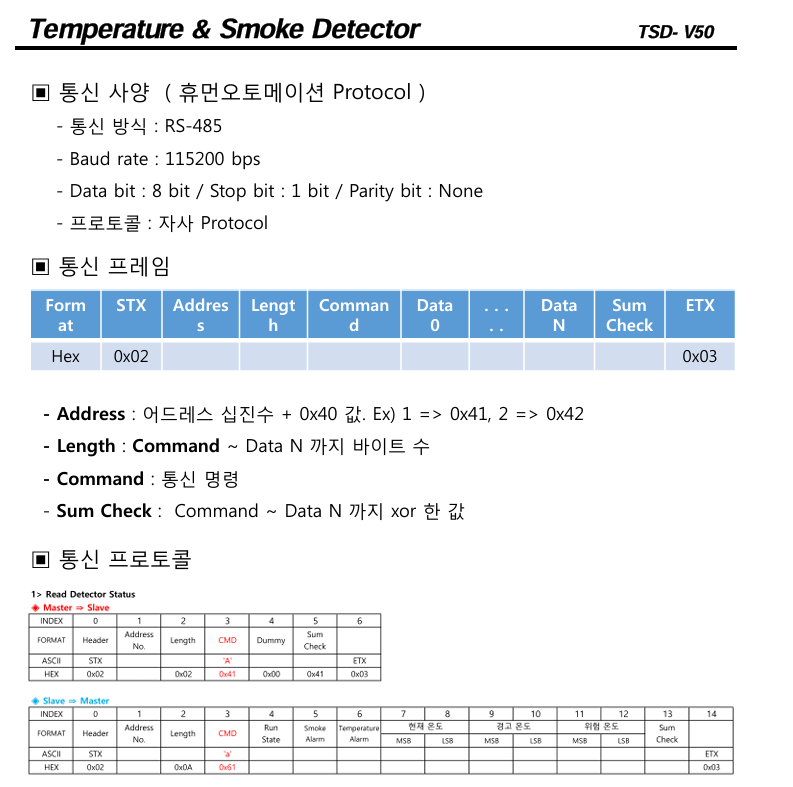 Temperature & Smoke Detector TSD- V50
▣ 통신 사양 ( 휴먼오토메이션 Protocol )
- 통신 방식 : RS-485
- Baud rate : 115200 bps
- Data bit : 8 bit / Stop bit : 1 bit / Parity bit : None
- 프로토콜 : 자사 Protocol
▣ 통신 프레임
Form at STX Addres s Lengt h Comman d Data 0 . . . . . Data N Sum Check ETX
Hex 0x02 0x03
- Address : 어드레스 십진수 + 0x40 값. Ex) 1 => 0x41, 2 => 0x42
- Length : Command ~ Data N 까지 바이트 수
- Command : 통신 명령
- Sum Check : Command ~ Data N 까지 xor 한 값
▣ 통신 프로토콜
1> Read Detector Status
◈ Master ⇒ Slave
INDEX 0 1 2 3 4 5 6
FORMAT Header Address No. Length CMD Dummy Sum Check
ASCII STX 'A' ETX
HEX 0x02 0x02 0x41 0x00 0x41 0x03
◈ Slave ⇒ Master
INDEX 0 1 2 3 4 5 6 7 8 9 10 11 12 13 14
FORMAT Header Address No. Length CMD Run State Smoke Alarm Temperature Alarm 현재 온도 경고 온도 위험 온도 Sum Check
MSB LSB MSB LSB MSB LSB
ASCII STX 'a' ETX
HEX 0x02 0x0A 0x61 0x03